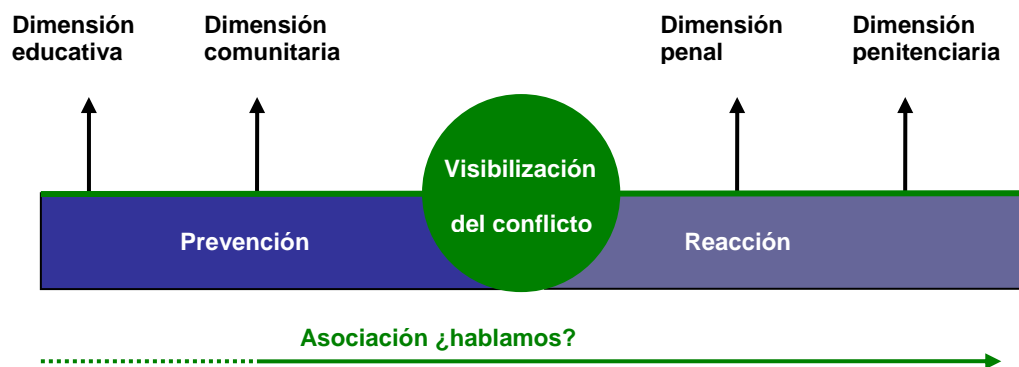 Dimensión
educativa
Dimensión
comunitaria
Dimensión
penal
Dimensión
penitenciaria
Visibilización
del conflicto
Prevención
Reacción
Asociación ¿hablamos?